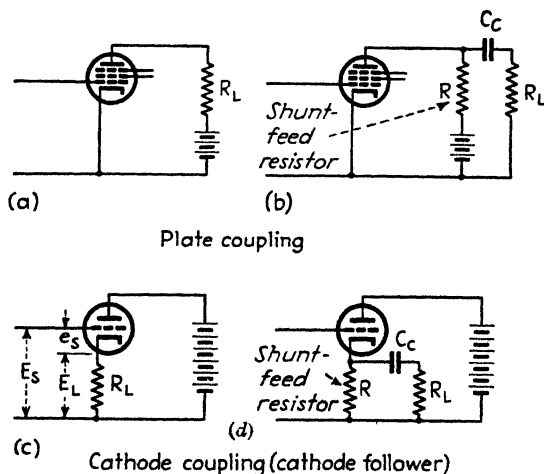 C_C
R_L
R
R_L
Shunt-
feed
resistor
(a)
(b)
Plate coupling
e_s
E_s
E_L
R_L
Shunt-
feed
resistor
C_C
R
R_L
(c)
(d)
Cathode coupling (cathode follower)